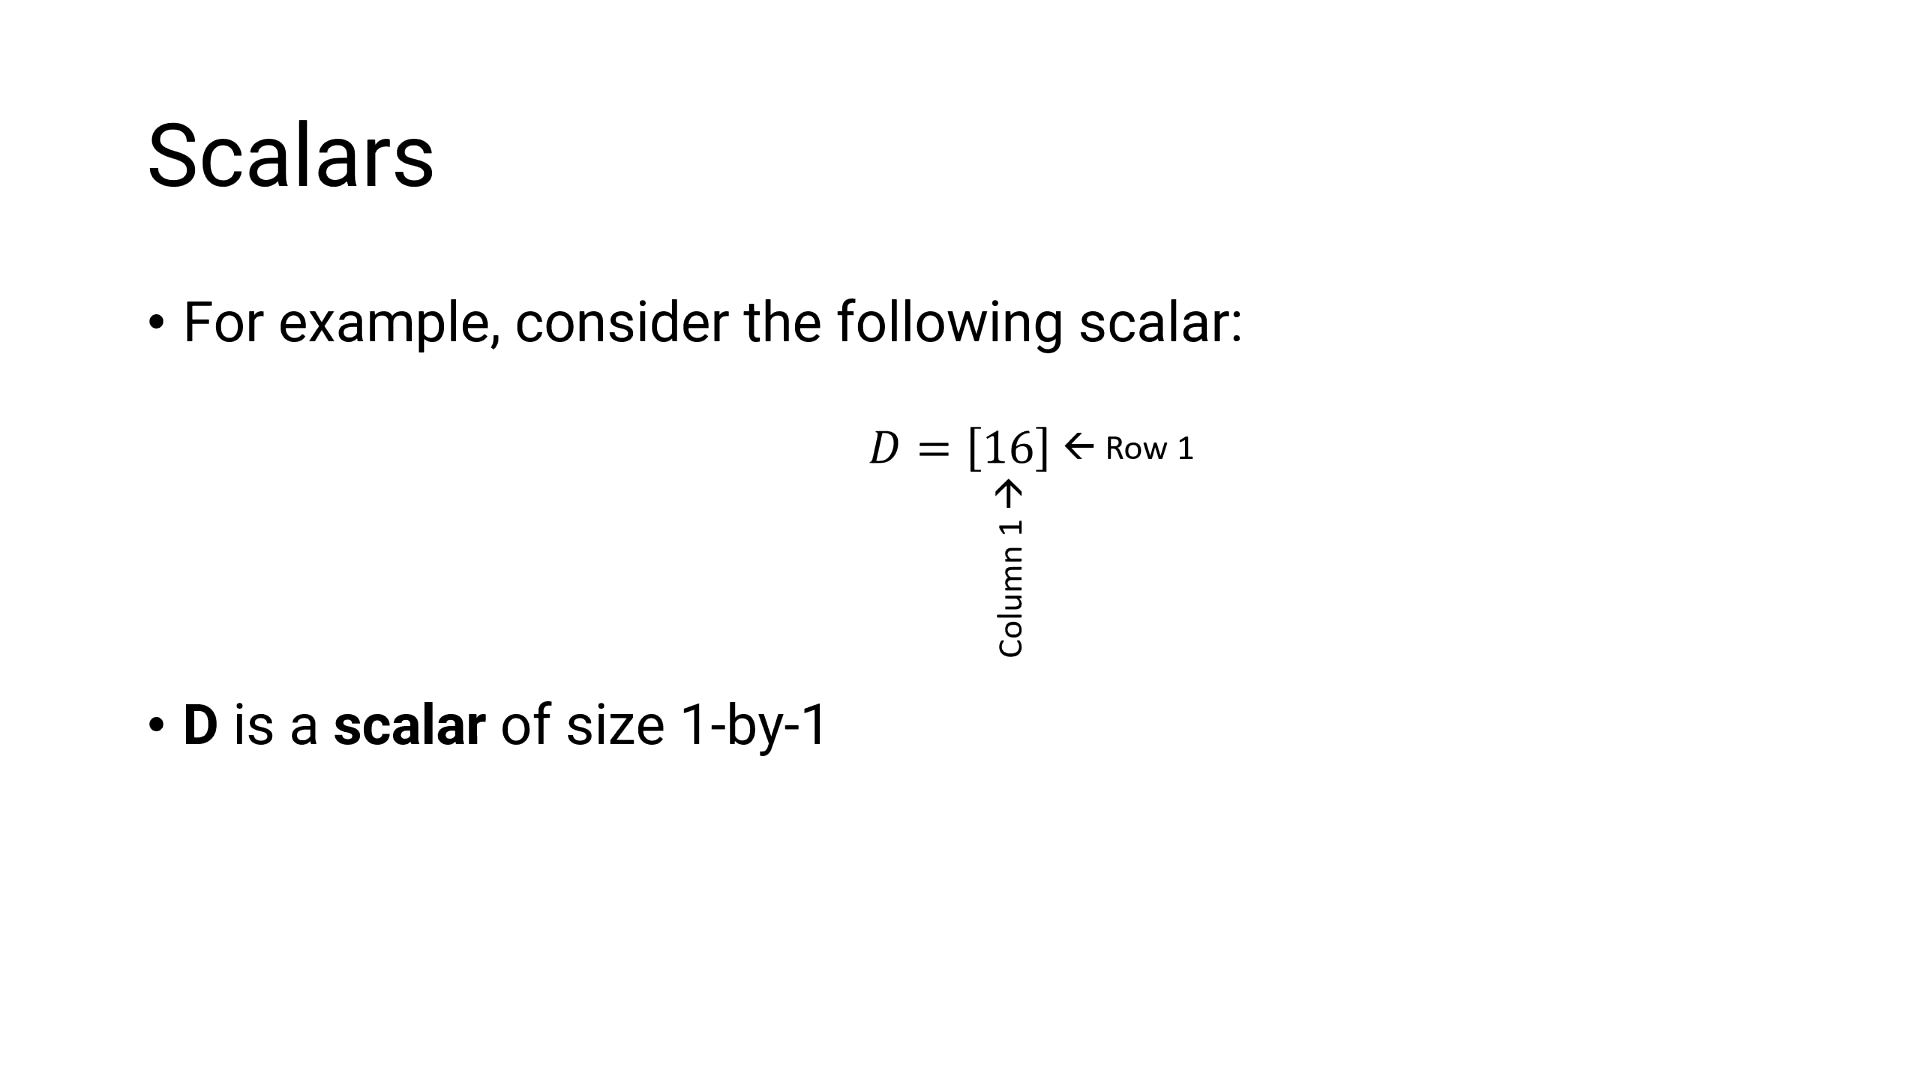 Scalars
• For example, consider the following scalar:
D = [16] ← Row 1
Column 1 →
• D is a scalar of size 1-by-1